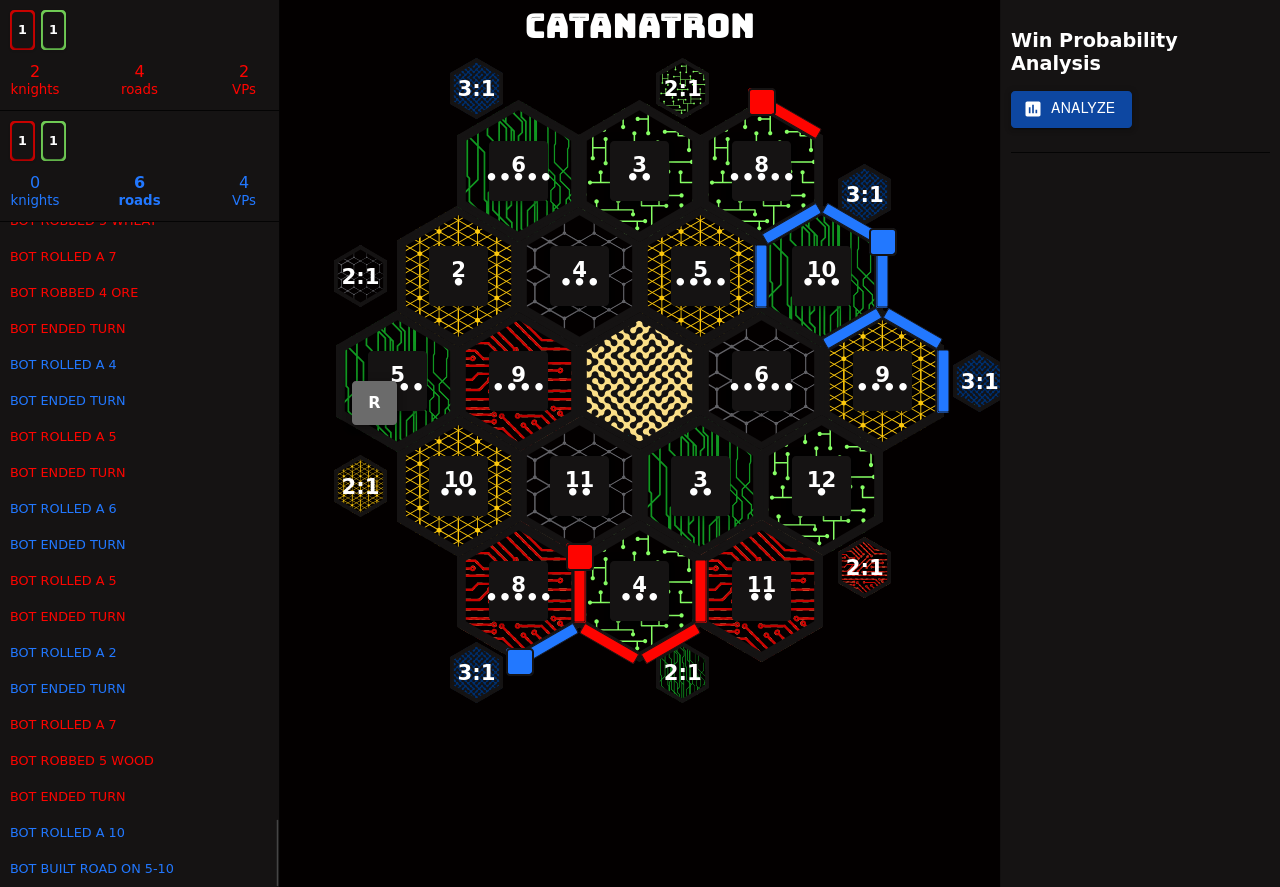 1 1
2 4 2
knights roads VPs
1 1
0 6 4
knights roads VPs
BOT ROBBED 5 WHEAT
BOT ROLLED A 7
BOT ROBBED 4 ORE
BOT ENDED TURN
BOT ROLLED A 4
BOT ENDED TURN
BOT ROLLED A 5
BOT ENDED TURN
BOT ROLLED A 6
BOT ENDED TURN
BOT ROLLED A 5
BOT ENDED TURN
BOT ROLLED A 2
BOT ENDED TURN
BOT ROLLED A 7
BOT ROBBED 5 WOOD
BOT ENDED TURN
BOT ROLLED A 10
BOT BUILT ROAD ON 5-10
CATANATRON
3:1 2:1
6 3 8
3:1
2:1 2 4 5 10
5 9 6 9 3:1
R
2:1 10 11 3 12
8 4 11 2:1
3:1 2:1
Win Probability
Analysis
ANALYZE